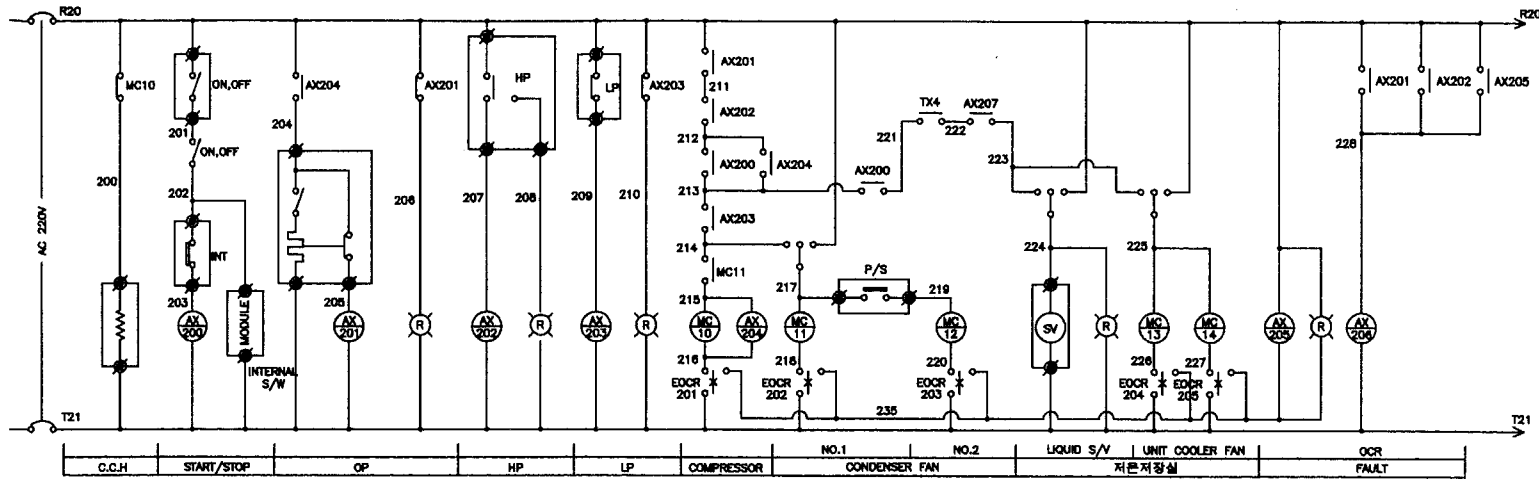 R20
R20
MC10
ON,OFF
AX204
AX201
HP
LP
AX203
AX201
211
AX202
212
AX200
AX204
213
AX200
221
TX4
222
AX207
223
AX201
AX202
AX205
228
201
ON,OFF
204
200
202
206
207
208
209
210
AX203
214
MC11
215
217
P/S
219
224
225
AC 220V
INT
203
AX
200
MODULE
INTERNAL
S/W
205
AX
201
R
AX
202
R
AX
203
R
MC
10
AX
204
MC
11
MC
12
SV
R
MC
13
MC
14
AX
205
R
AX
206
216
EOCR
201
218
EOCR
202
220
EOCR
203
226
EOCR
204
227
EOCR
205
235
T21
T21
C.C.H
START/STOP
OP
HP
LP
COMPRESSOR
NO.1
NO.2
CONDENSER FAN
LIQUID S/V
UNIT COOLER FAN
저온저장실
OCR
FAULT